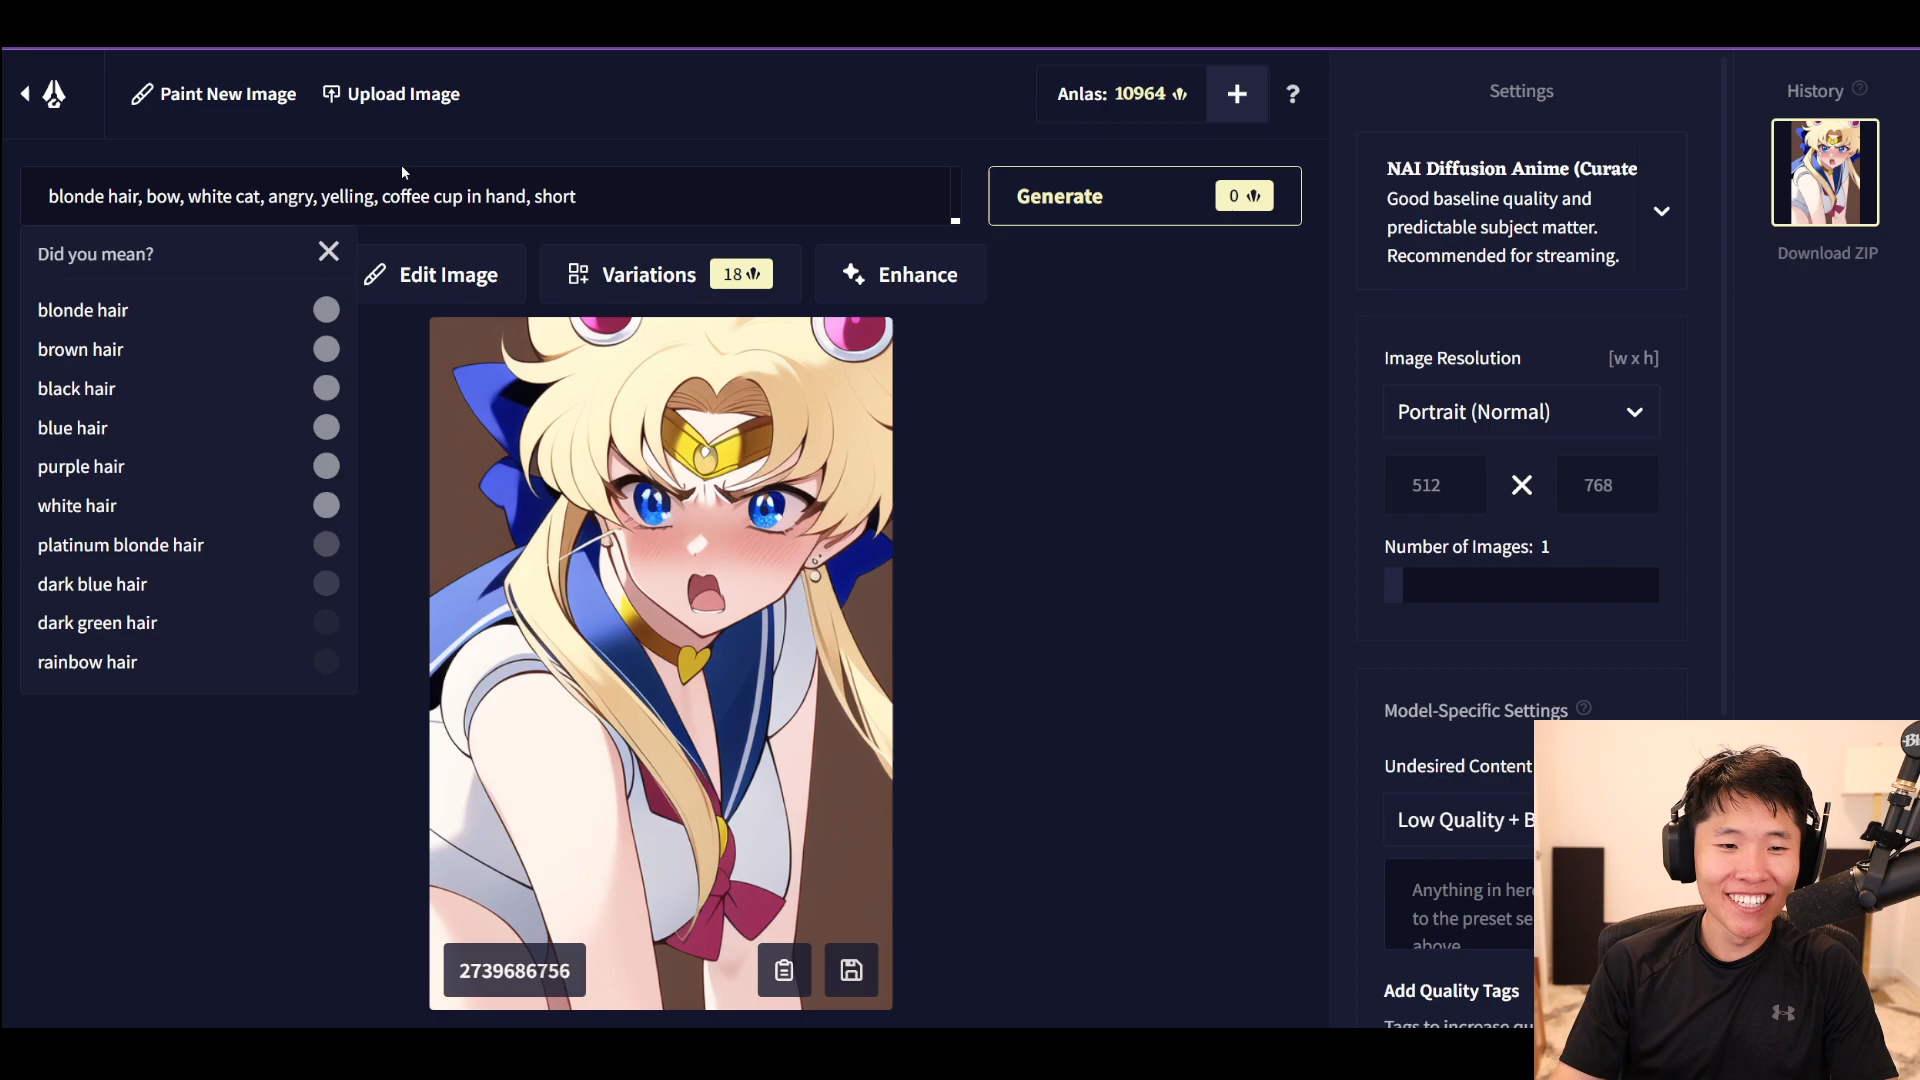 Paint New Image
Upload Image
Anlas: 10964
+
?
Settings
History
NAI Diffusion Anime (Curate
Good baseline quality and
predictable subject matter.
Recommended for streaming.
Download ZIP
blonde hair, bow, white cat, angry, yelling, coffee cup in hand, short
Generate
0
Did you mean?
Edit Image
Variations
18
Enhance
blonde hair
brown hair
black hair
blue hair
purple hair
white hair
platinum blonde hair
dark blue hair
dark green hair
rainbow hair
2739686756
Image Resolution
[w x h]
Portrait (Normal)
512
768
Number of Images: 1
Model-Specific Settings
Undesired Content
Low Quality + B
Anything in here
to the preset se
above
Add Quality Tags
Tags to increase qu